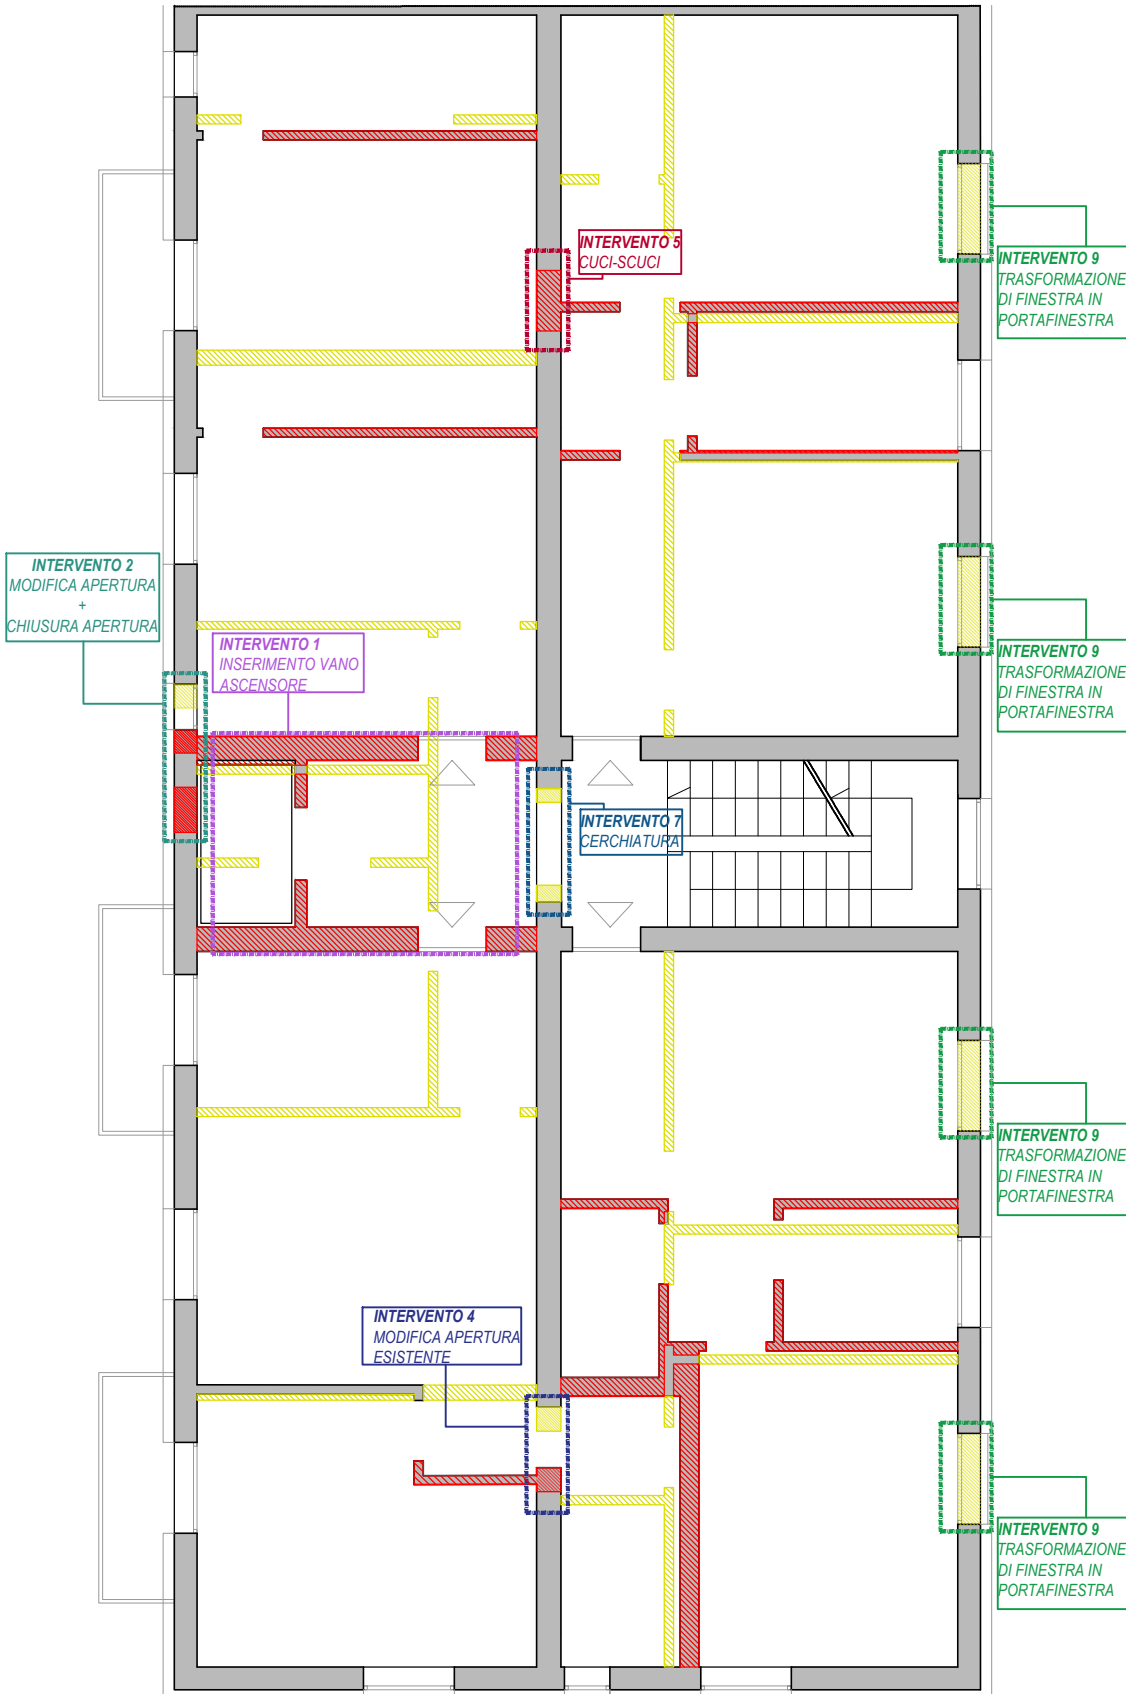 INTERVENTO 5
CUCI-SCUCI
INTERVENTO 9
TRASFORMAZIONE
DI FINESTRA IN
PORTAFINESTRA
INTERVENTO 2
MODIFICA APERTURA
+
CHIUSURA APERTURA
INTERVENTO 1
INSERIMENTO VANO
ASCENSORE
INTERVENTO 9
TRASFORMAZIONE
DI FINESTRA IN
PORTAFINESTRA
INTERVENTO 7
CERCHIATURA
INTERVENTO 9
TRASFORMAZIONE
DI FINESTRA IN
PORTAFINESTRA
INTERVENTO 4
MODIFICA APERTURA
ESISTENTE
INTERVENTO 9
TRASFORMAZIONE
DI FINESTRA IN
PORTAFINESTRA